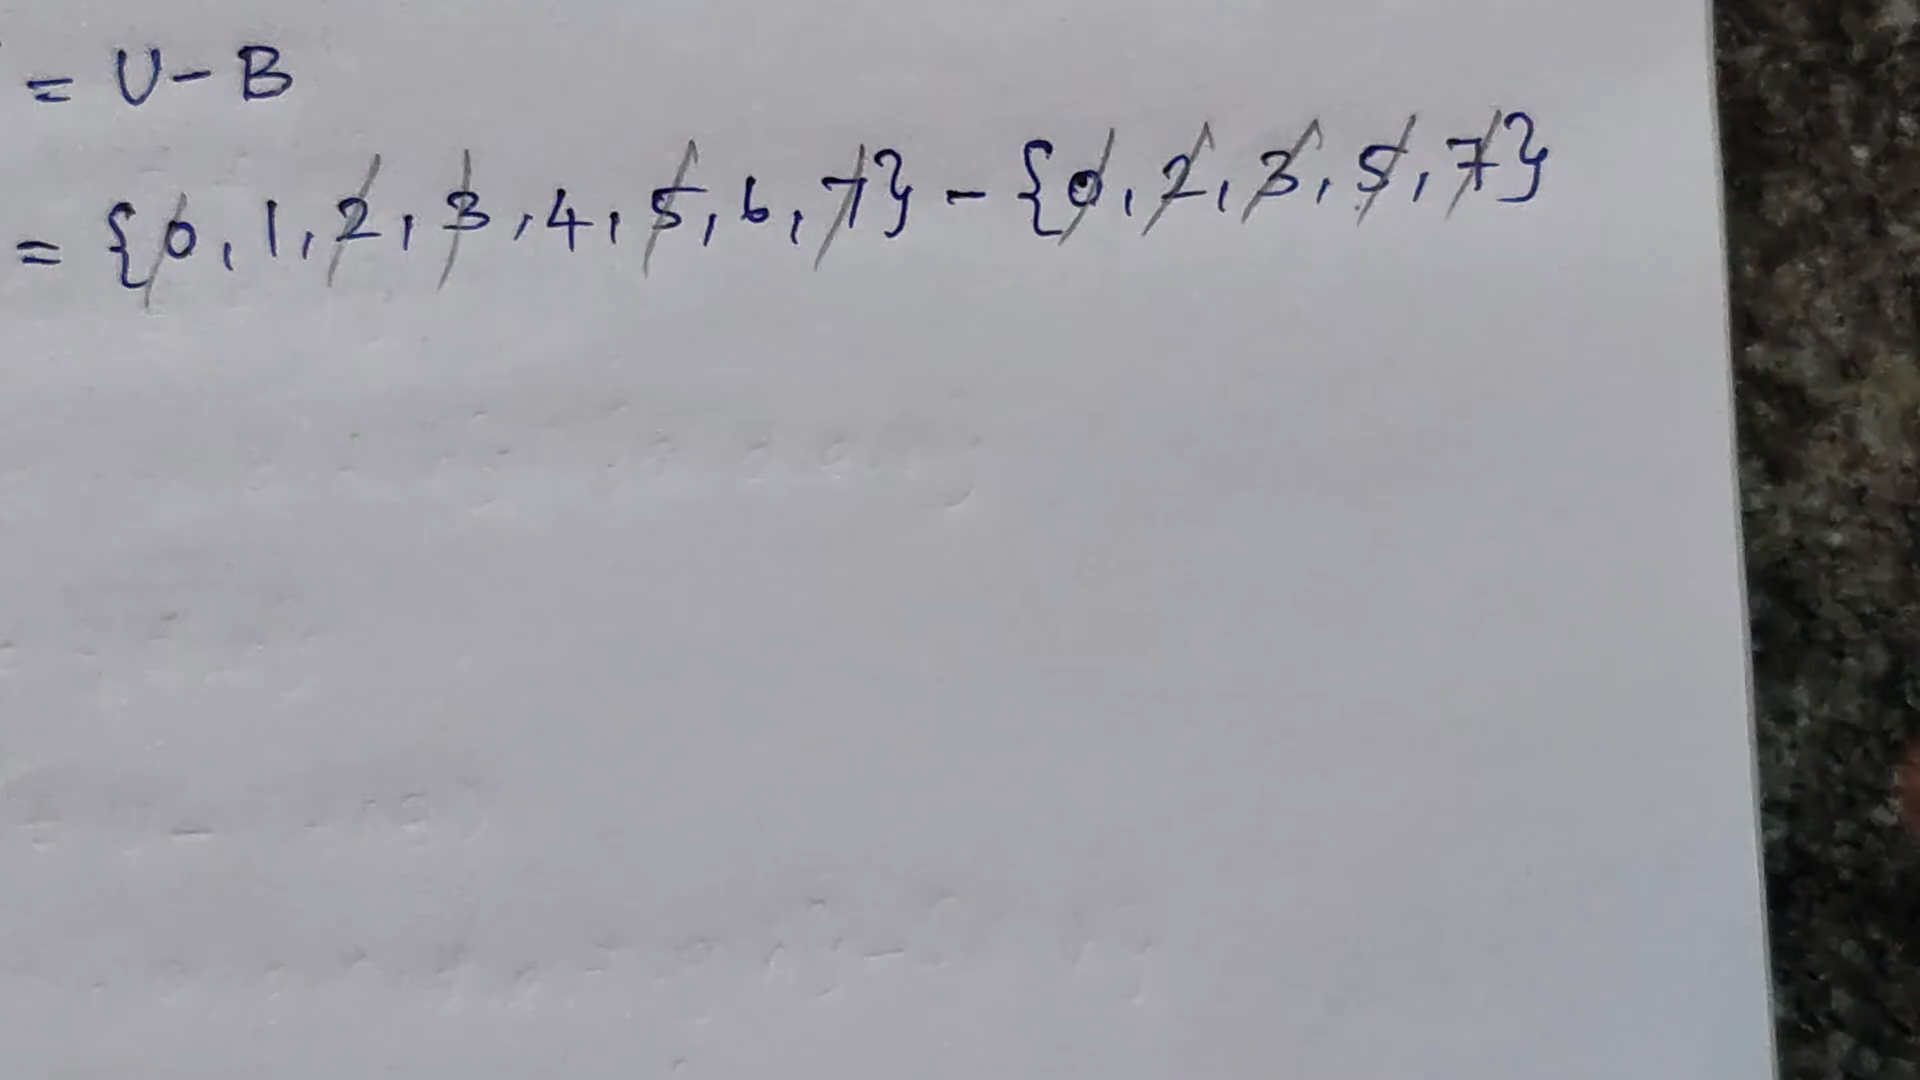 = U - B
= {0, 1, 2, 3, 4, 5, 6, 7} - {0, 2, 3, 5, 7}